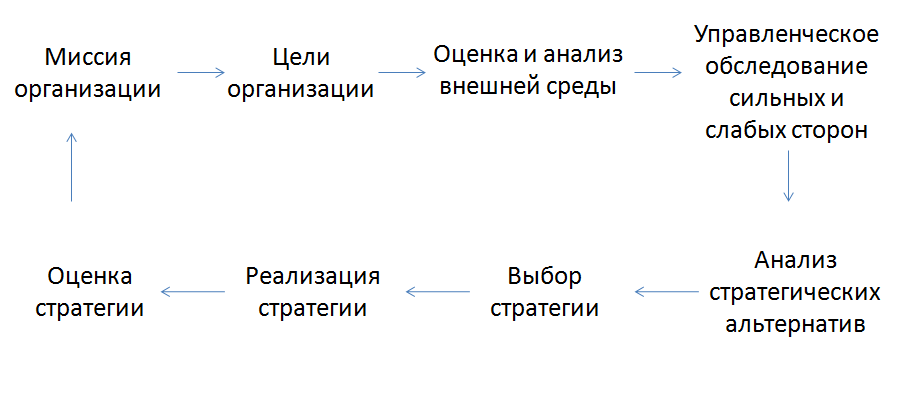 Миссия
организации
Цели
организации
Оценка и анализ
внешней среды
Управленческое
обследование
сильных и
слабых сторон
Оценка
стратегии
Реализация
стратегии
Выбор
стратегии
Анализ
стратегических
альтернатив